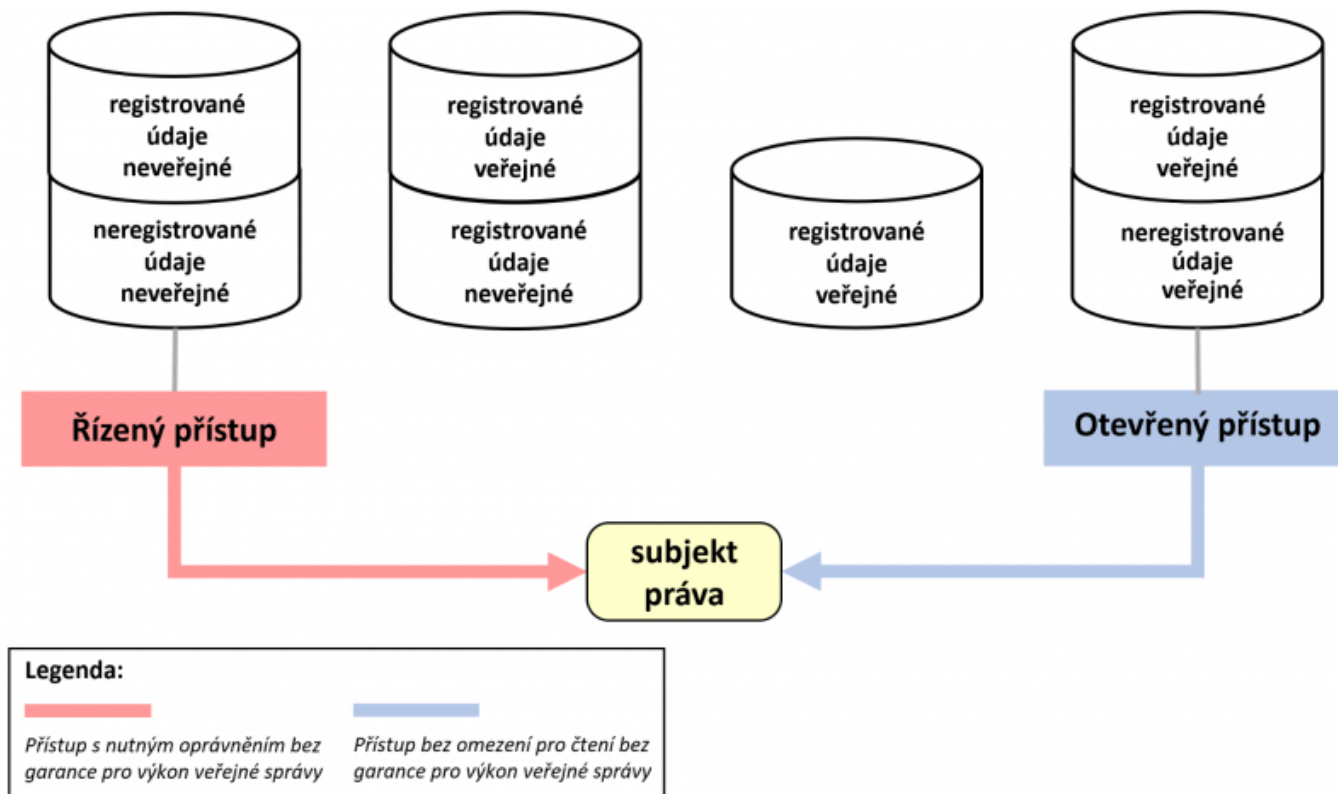 registrované
údaje
neveřejné
neregistrované
údaje
neveřejné
registrované
údaje
veřejné
registrované
údaje
neveřejné
registrované
údaje
veřejné
registrované
údaje
veřejné
neregistrované
údaje
veřejné
Řízený přístup
Otevřený přístup
subjekt
práva
Legenda:
Přístup s nutným oprávněním bez
garance pro výkon veřejné správy
Přístup bez omezení pro čtení bez
garance pro výkon veřejné správy